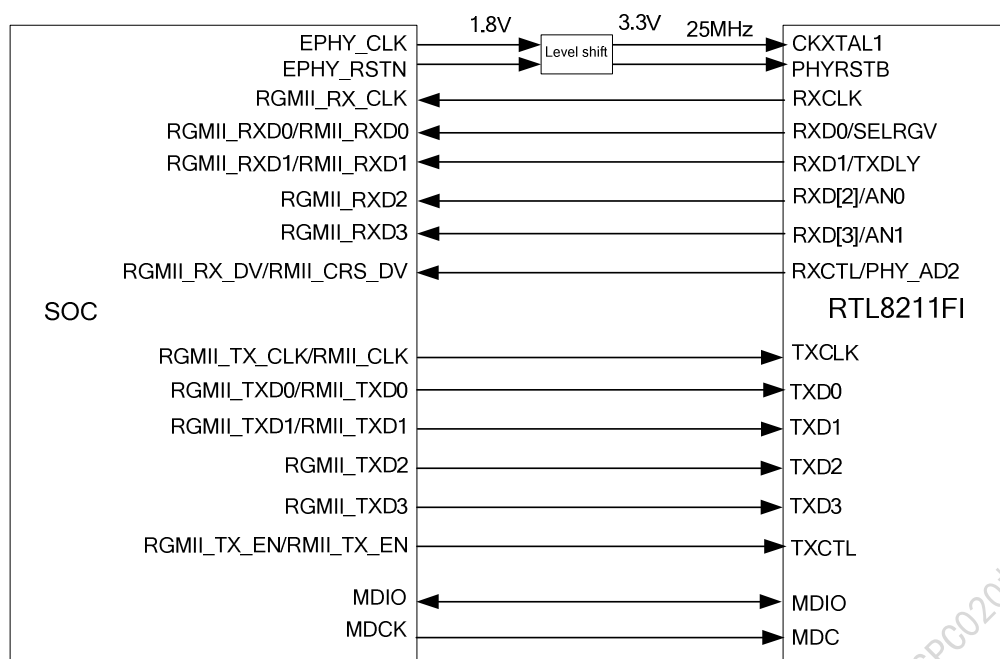 1.8V 3.3V 25MHz
EPHY_CLK Level shift CKXTAL1
EPHY_RSTN PHYRSTB
RGMII_RX_CLK RXCLK
RGMII_RXD0/RMII_RXD0 RXD0/SELRGV
RGMII_RXD1/RMII_RXD1 RXD1/TXDLY
RGMII_RXD2 RXD[2]/AN0
RGMII_RXD3 RXD[3]/AN1
RGMII_RX_DV/RMII_CRS_DV RXCTL/PHY_AD2
SOC RTL8211FI
RGMII_TX_CLK/RMII_CLK TXCLK
RGMII_TXD0/RMII_TXD0 TXD0
RGMII_TXD1/RMII_TXD1 TXD1
RGMII_TXD2 TXD2
RGMII_TXD3 TXD3
RGMII_TX_EN/RMII_TX_EN TXCTL
MDIO MDIO
MDCK MDC